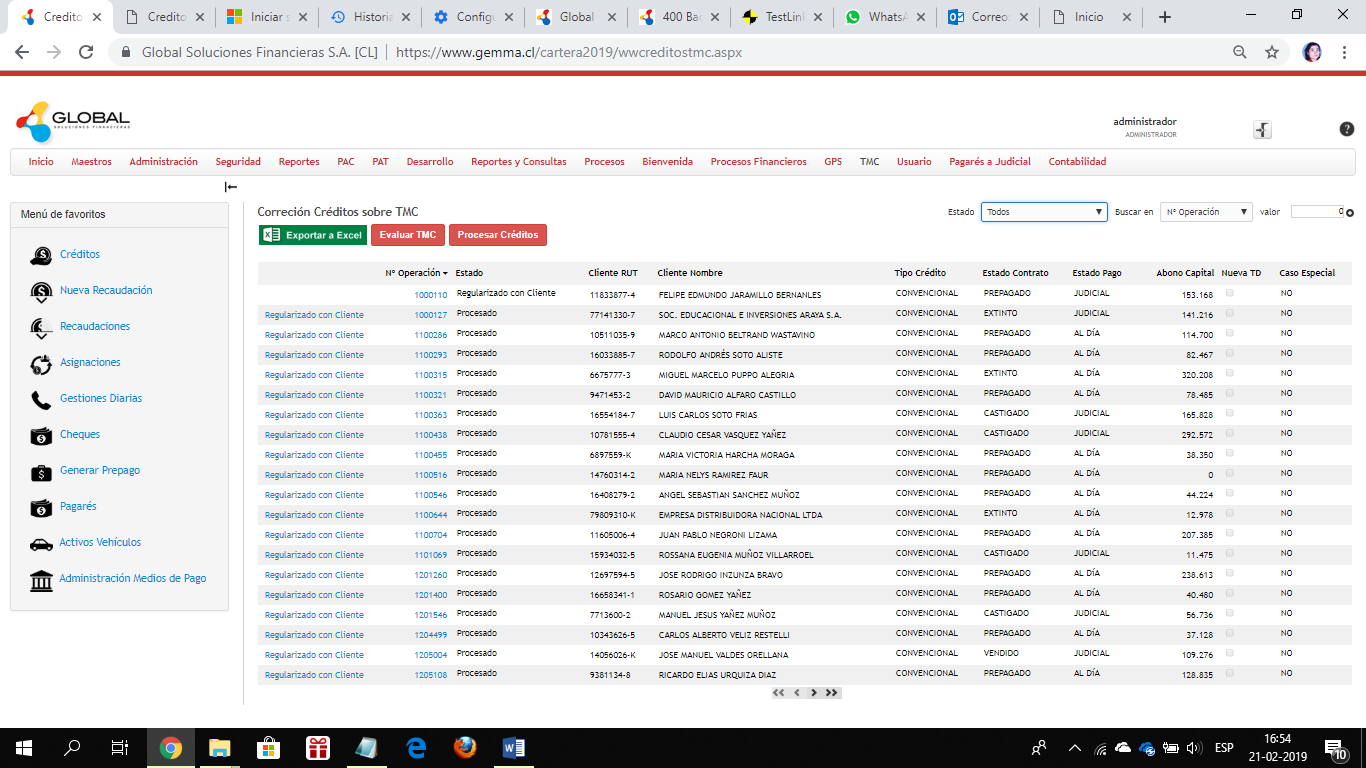 Credito
Credito
Iniciar s
Historia
Config
Global
400 Ba
TestLin
Whats
Correo
Inicio
Global Soluciones Financieras S.A. [CL] | https://www.gemma.cl/cartera2019/wwcreditostmc.aspx
GLOBAL
SOLUCIONES FINANCIERAS
administrador
ADMINISTRADOR
Inicio Maestros Administración Seguridad Reportes PAC PAT Desarrollo Reportes y Consultas Procesos Bienvenida Procesos Financieros GPS TMC Usuario Pagarés a Judicial Contabilidad
Menú de favoritos
Créditos
Nueva Recaudación
Recaudaciones
Asignaciones
Gestiones Diarias
Cheques
Generar Prepago
Pagarés
Activos Vehículos
Administración Medios de Pago
Correción Créditos sobre TMC
Estado Todos Buscar en N° Operación valor 0
Exportar a Excel Evaluar TMC Procesar Créditos
N° Operación Estado Cliente RUT Cliente Nombre Tipo Crédito Estado Contrato Estado Pago Abono Capital Nueva TD Caso Especial
1000110 Regularizado con Cliente 11833877-4 FELIPE EDMUNDO JARAMILLO BERNANLES CONVENCIONAL PREPAGADO JUDICIAL 153.168 NO
Regularizado con Cliente 1000127 Procesado 77141330-7 SOC. EDUCACIONAL E INVERSIONES ARAYA S.A. CONVENCIONAL EXTINTO JUDICIAL 141.216 NO
Regularizado con Cliente 1100286 Procesado 10511035-9 MARCO ANTONIO BELTRAND WASTAVINO CONVENCIONAL PREPAGADO AL DÍA 114.700 NO
Regularizado con Cliente 1100293 Procesado 16033885-7 RODOLFO ANDRÉS SOTO ALISTE CONVENCIONAL PREPAGADO AL DÍA 82.467 NO
Regularizado con Cliente 1100315 Procesado 6675777-3 MIGUEL MARCELO PUPPO ALEGRIA CONVENCIONAL EXTINTO AL DÍA 320.208 NO
Regularizado con Cliente 1100321 Procesado 9471453-2 DAVID MAURICIO ALFARO CASTILLO CONVENCIONAL PREPAGADO AL DÍA 78.485 NO
Regularizado con Cliente 1100363 Procesado 16554184-7 LUIS CARLOS SOTO FRIAS CONVENCIONAL CASTIGADO JUDICIAL 165.828 NO
Regularizado con Cliente 1100438 Procesado 10781555-4 CLAUDIO CESAR VASQUEZ YAÑEZ CONVENCIONAL CASTIGADO JUDICIAL 292.572 NO
Regularizado con Cliente 1100455 Procesado 6897559-K MARIA VICTORIA HARCHA MORAGA CONVENCIONAL PREPAGADO AL DÍA 38.350 NO
Regularizado con Cliente 1100516 Procesado 14760314-2 MARIA NELYS RAMIREZ FAUR CONVENCIONAL PREPAGADO AL DÍA 0 NO
Regularizado con Cliente 1100546 Procesado 16408279-2 ANGEL SEBASTIAN SANCHEZ MUÑOZ CONVENCIONAL PREPAGADO AL DÍA 44.224 NO
Regularizado con Cliente 1100644 Procesado 79809310-K EMPRESA DISTRIBUIDORA NACIONAL LTDA CONVENCIONAL EXTINTO AL DÍA 12.978 NO
Regularizado con Cliente 1100704 Procesado 11605006-4 JUAN PABLO NEGRONI LIZAMA CONVENCIONAL PREPAGADO AL DÍA 207.385 NO
Regularizado con Cliente 1101069 Procesado 15934032-5 ROSSANA EUGENIA MUÑOZ VILLARROEL CONVENCIONAL CASTIGADO JUDICIAL 11.475 NO
Regularizado con Cliente 1201260 Procesado 12697594-5 JOSE RODRIGO INZUNZA BRAVO CONVENCIONAL PREPAGADO AL DÍA 238.613 NO
Regularizado con Cliente 1201400 Procesado 16658341-1 ROSARIO GOMEZ YAÑEZ CONVENCIONAL PREPAGADO AL DÍA 40.480 NO
Regularizado con Cliente 1201546 Procesado 7713600-2 MANUEL JESUS YAÑEZ MUÑOZ CONVENCIONAL CASTIGADO JUDICIAL 56.736 NO
Regularizado con Cliente 1204499 Procesado 10343626-5 CARLOS ALBERTO VELIZ RESTELLI CONVENCIONAL PREPAGADO AL DÍA 37.128 NO
Regularizado con Cliente 1205004 Procesado 14056026-K JOSE MANUEL VALDES ORELLANA CONVENCIONAL VENDIDO JUDICIAL 109.276 NO
Regularizado con Cliente 1205108 Procesado 9381134-8 RICARDO ELIAS URQUIZA DIAZ CONVENCIONAL PREPAGADO AL DÍA 128.835 NO
ESP
16:54
21-02-2019
10